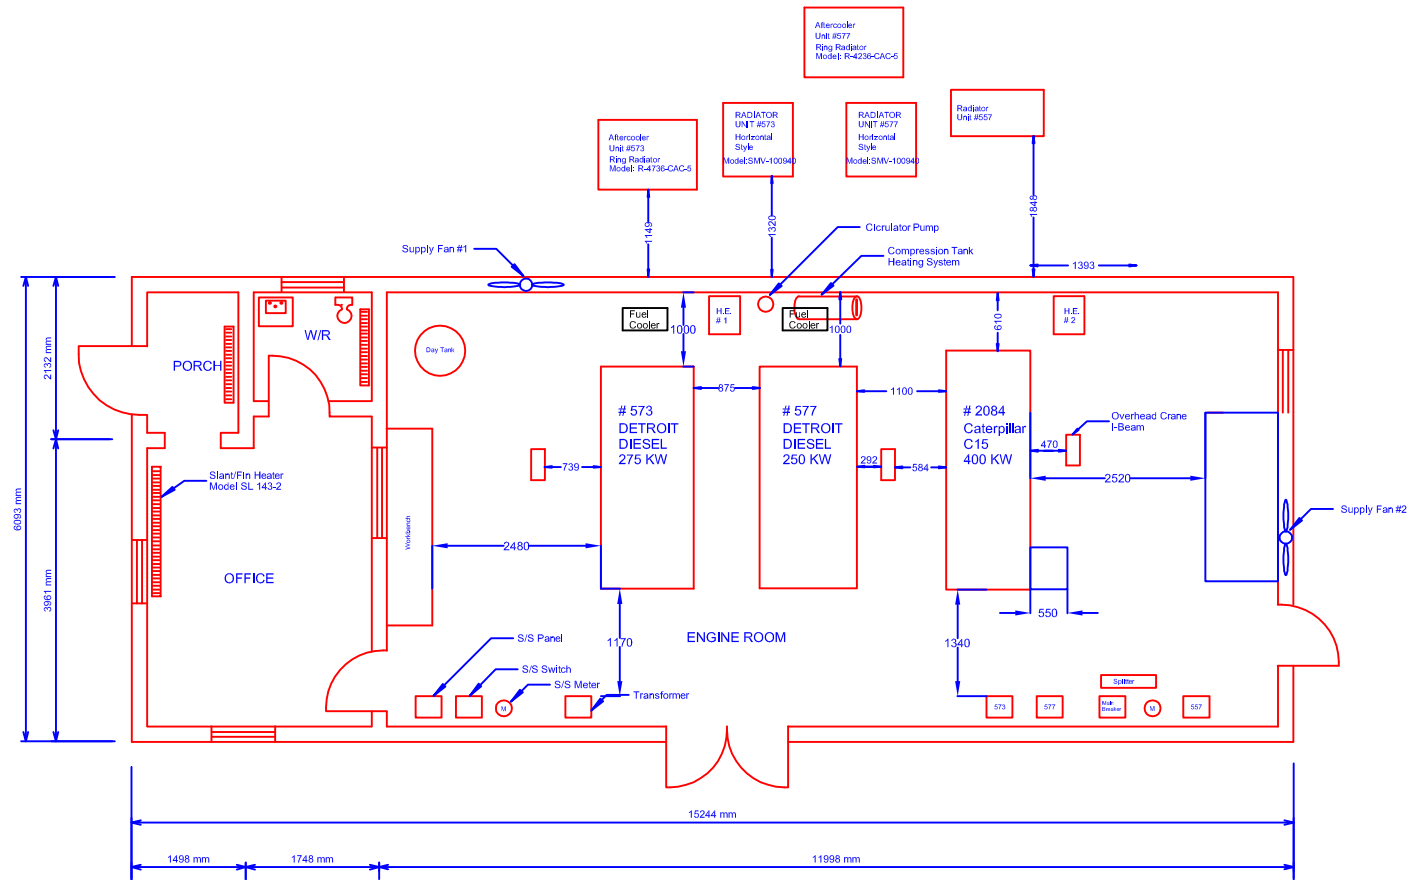 Aftercooler
Unit #577
Ring Radiator
Model: R-4236-CAC-5
Radiator
Unit #557
RADIATOR
UNIT #573
Horizontal
Style
Model:SMV-100940
RADIATOR
UNIT #577
Horizontal
Style
Model:SMV-100940
Aftercooler
Unit #573
Ring Radiator
Model: R-4736-CAC-5
1149
1320
1848
1393
Supply Fan #1
CIcrulator Pump
Compression Tank
Heating System
Fuel
Cooler
1000
H.E.
# 1
Fuel
Cooler
1000
610
H.E.
# 2
W/R
PORCH
Day Tank
2132 mm
875
1100
# 573
DETROIT
DIESEL
275 KW
# 577
DETROIT
DIESEL
250 KW
# 2084
Caterpillar
C15
400 KW
Overhead Crane
I-Beam
470
739
292
584
2520
Slant/Fin Heater
Model SL 143-2
Supply Fan #2
6093 mm
Workbench
2480
OFFICE
3961 mm
550
1170
ENGINE ROOM
1340
S/S Panel
S/S Switch
S/S Meter
Transformer
M
Splitter
573
577
Main
Breaker
M
557
15244 mm
1498 mm
1748 mm
11998 mm